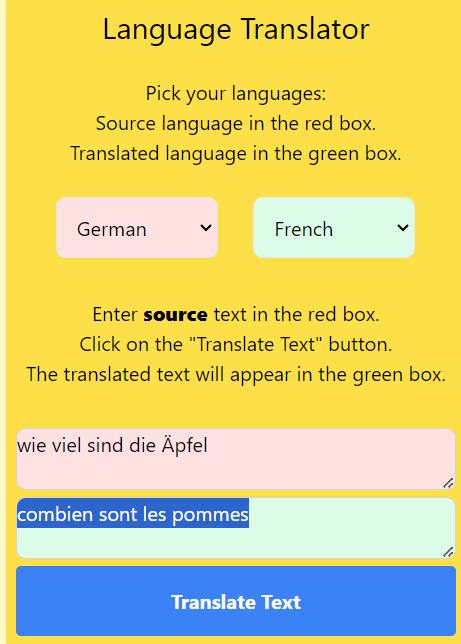 Language Translator
Pick your languages:
Source language in the red box.
Translated language in the green box.
German French
Enter source text in the red box.
Click on the "Translate Text" button.
The translated text will appear in the green box.
wie viel sind die Äpfel
combien sont les pommes
Translate Text